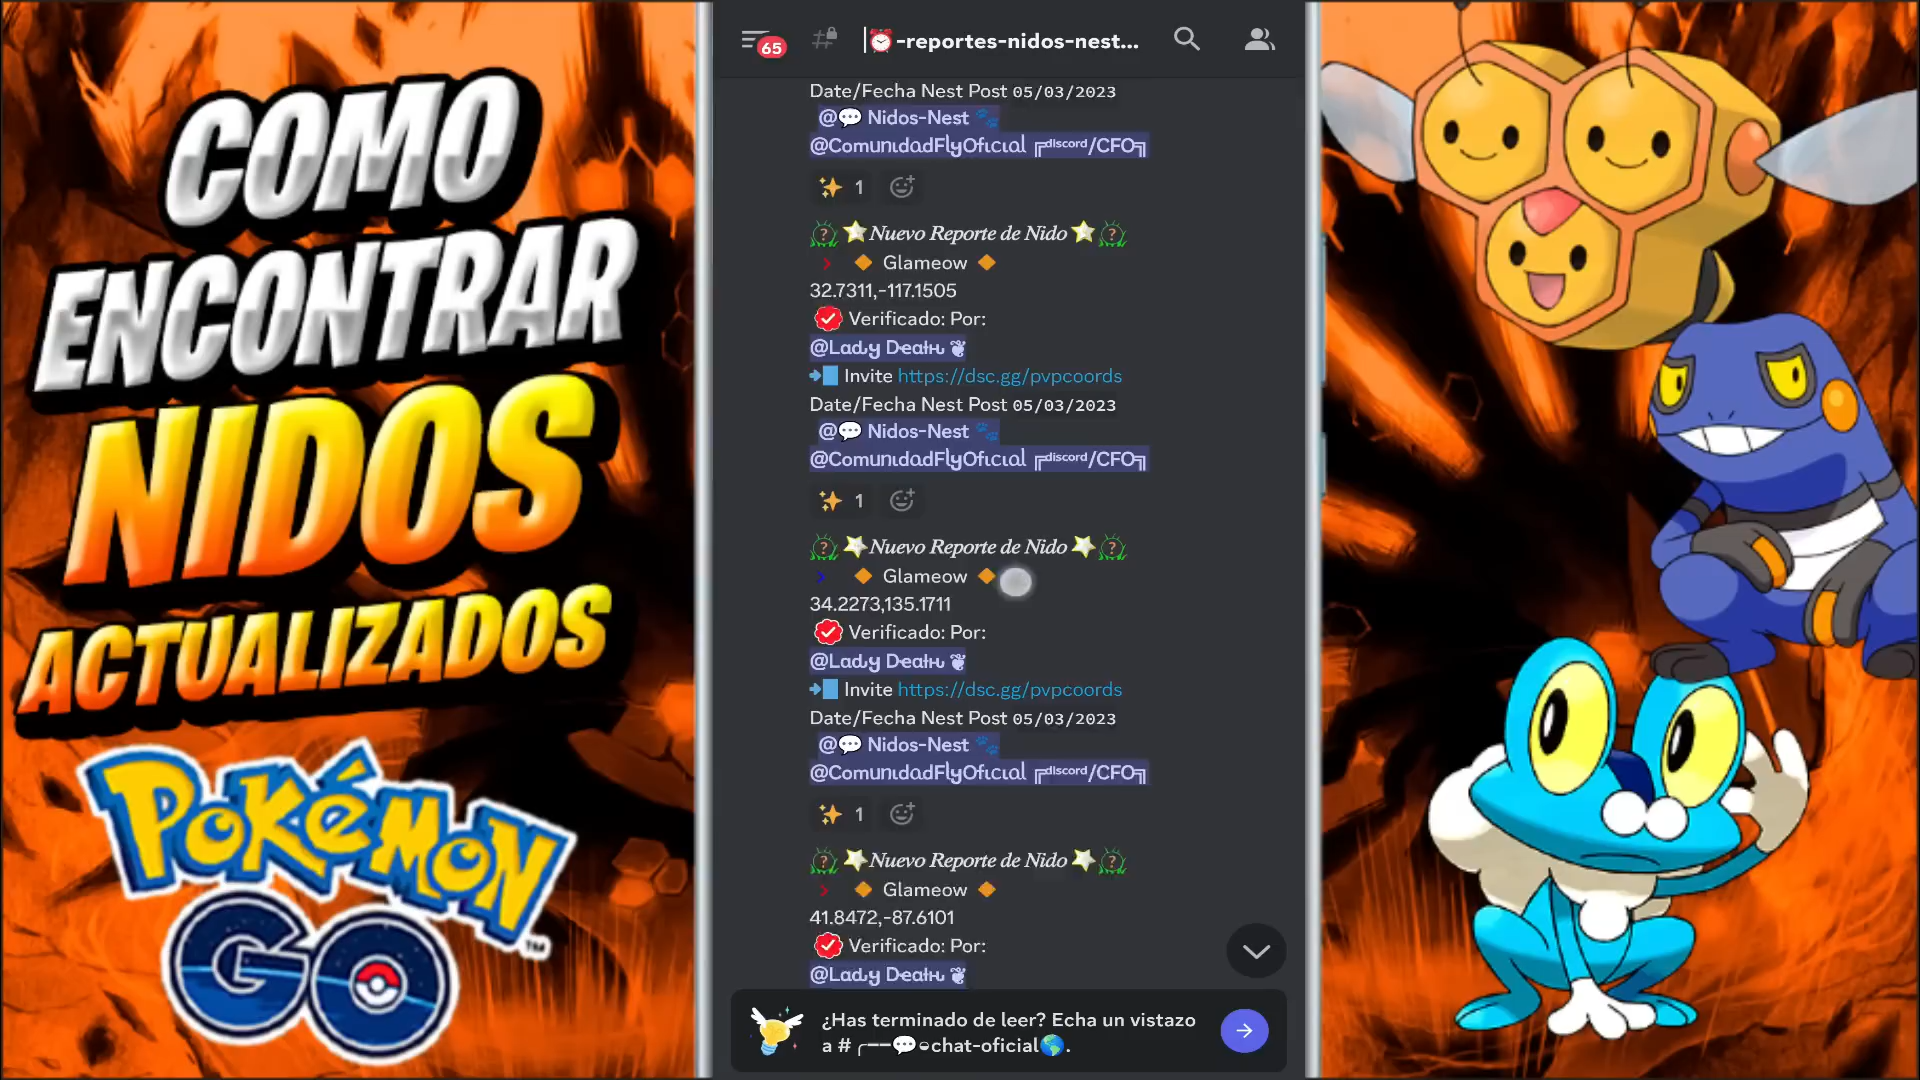 COMO
ENCONTRAR
NIDOS
ACTUALIZADOS
POKéMON
TM
GO
65
-reportes-nidos-nest...
Date/Fecha Nest Post 05/03/2023
@💬 Nidos-Nest 🐾
@ComunıdadFlyOfıcıal ╔discord/CFO╗
✨ 1
⭐Nuevo Reporte de Nido⭐
🔶 Glameow 🔶
32.7311,-117.1505
Verificado: Por:
@Lady Death ❦
Invite https://dsc.gg/pvpcoords
Date/Fecha Nest Post 05/03/2023
@💬 Nidos-Nest 🐾
@ComunıdadFlyOfıcıal ╔discord/CFO╗
✨ 1
⭐Nuevo Reporte de Nido⭐
🔶 Glameow 🔶
34.2273,135.1711
Verificado: Por:
@Lady Death ❦
Invite https://dsc.gg/pvpcoords
Date/Fecha Nest Post 05/03/2023
@💬 Nidos-Nest 🐾
@ComunıdadFlyOfıcıal ╔discord/CFO╗
✨ 1
⭐Nuevo Reporte de Nido⭐
🔶 Glameow 🔶
41.8472,-87.6101
Verificado: Por:
@Lady Death ❦
¿Has terminado de leer? Echa un vistazo
a # ╭──💬◒chat-oficial🌎.